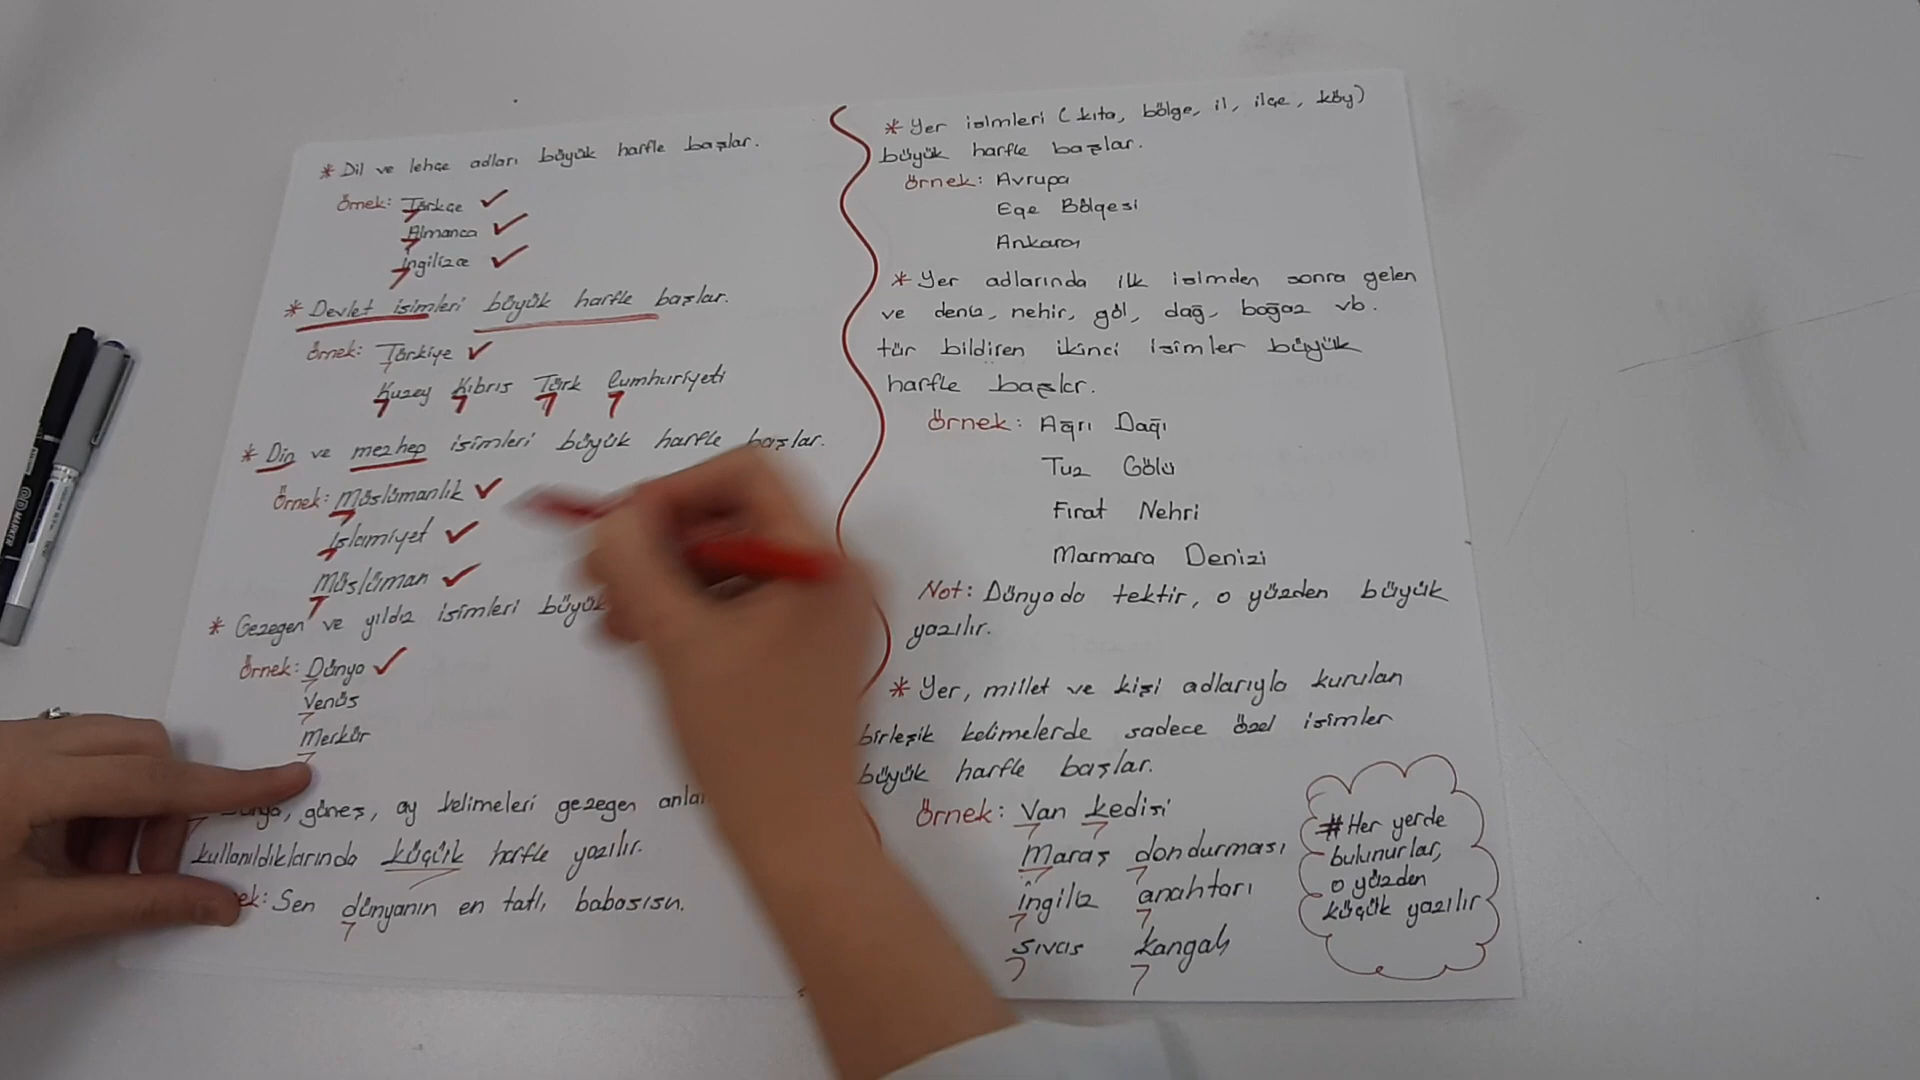 * Dil ve lehçe adları büyük harfle başlar.
Örnek: Türkçe ✓
Almanca ✓
İngilizce ✓
* Devlet isimleri büyük harfle başlar.
Örnek: Türkiye ✓
Kuzey Kıbrıs Türk Cumhuriyeti
* Din ve mezhep isimleri büyük harfle başlar.
Örnek: Müslümanlık ✓
İslamiyet ✓
Müslüman ✓
* Gezegen ve yıldız isimleri büyük
Örnek: Dünya ✓
Venüs
Merkür
güneş, ay kelimeleri gezegen
kullanıldıklarında küçük harfle yazılır.
Sen dünyanın en tatlı babasısın.
* Yer isimleri ( kıta, bölge, il, ilçe, köy)
büyük harfle başlar.
Örnek: Avrupa
Ege Bölgesi
Ankara
* Yer adlarında ilk isimden sonra gelen
ve deniz, nehir, göl, dağ, boğaz vb.
tür bildiren ikinci isimler büyük
harfle başlar.
Örnek: Ağrı Dağı
Tuz Gölü
Fırat Nehri
Marmara Denizi
Not: Dünyada tektir, o yüzden büyük
yazılır.
* Yer, millet ve kişi adlarıyla kurulan
birleşik kelimelerde sadece özel isimler
büyük harfle başlar.
Örnek: Van kedisi
Maraş dondurması
İngiliz anahtarı
Sivas kangalı
# Her yerde
bulunurlar,
o yüzden
küçük yazılır